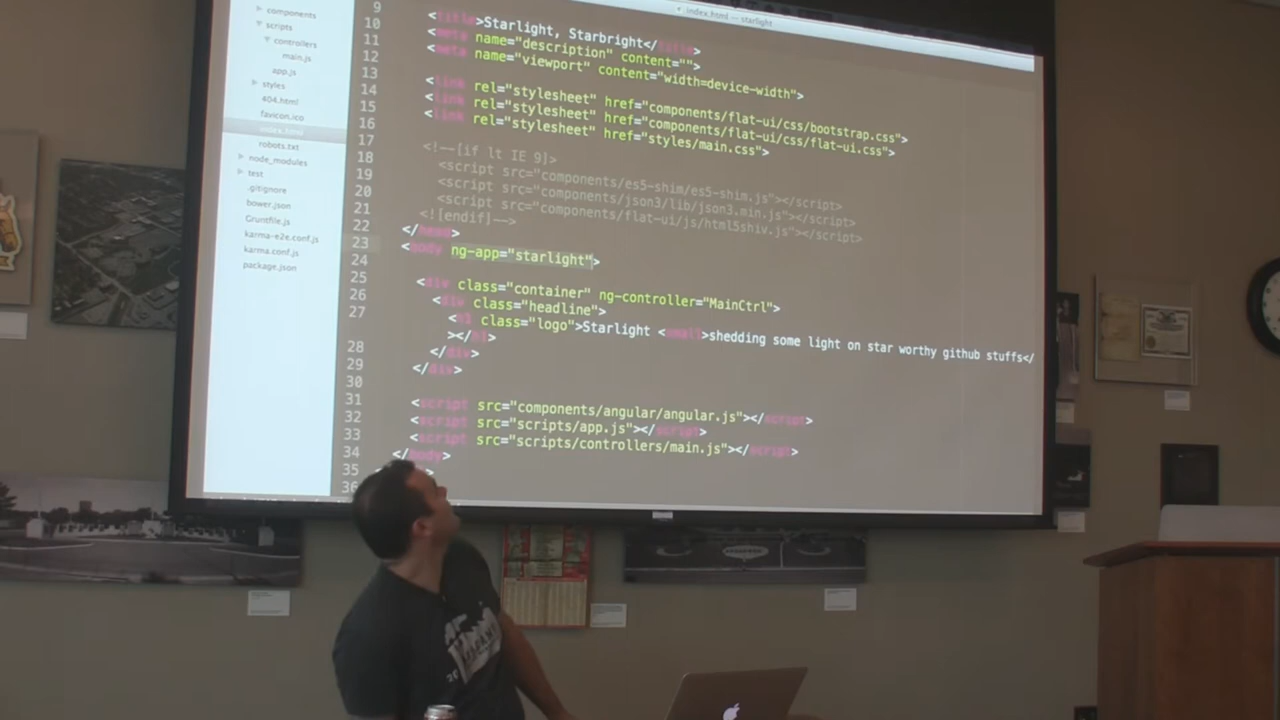 index.html — starlight
components
scripts
controllers
main.js
app.js
styles
404.html
favicon.ico
index.html
robots.txt
node_modules
test
.gitignore
bower.json
Gruntfile.js
karma-e2e.conf.js
karma.conf.js
package.json
9
10 <title>Starlight, Starbright</title>
11 <meta name="description" content="">
12 <meta name="viewport" content="width=device-width">
13
14 <link rel="stylesheet" href="components/flat-ui/css/bootstrap.css">
15 <link rel="stylesheet" href="components/flat-ui/css/flat-ui.css">
16 <link rel="stylesheet" href="styles/main.css">
17
18 <!--[if lt IE 9]>
19 <script src="components/es5-shim/es5-shim.js"></script>
20 <script src="components/json3/lib/json3.min.js"></script>
21 <script src="components/flat-ui/js/html5shiv.js"></script>
22 <![endif]-->
23 </head>
24 <body ng-app="starlight">
25
26 <div class="container" ng-controller="MainCtrl">
27 <div class="headline">
<h1 class="logo">Starlight <small>shedding some light on star worthy github stuffs</
></h1>
28 </div>
29 </div>
30
31
32 <script src="components/angular/angular.js"></script>
33 <script src="scripts/app.js"></script>
34 <script src="scripts/controllers/main.js"></script>
35 </body>
36